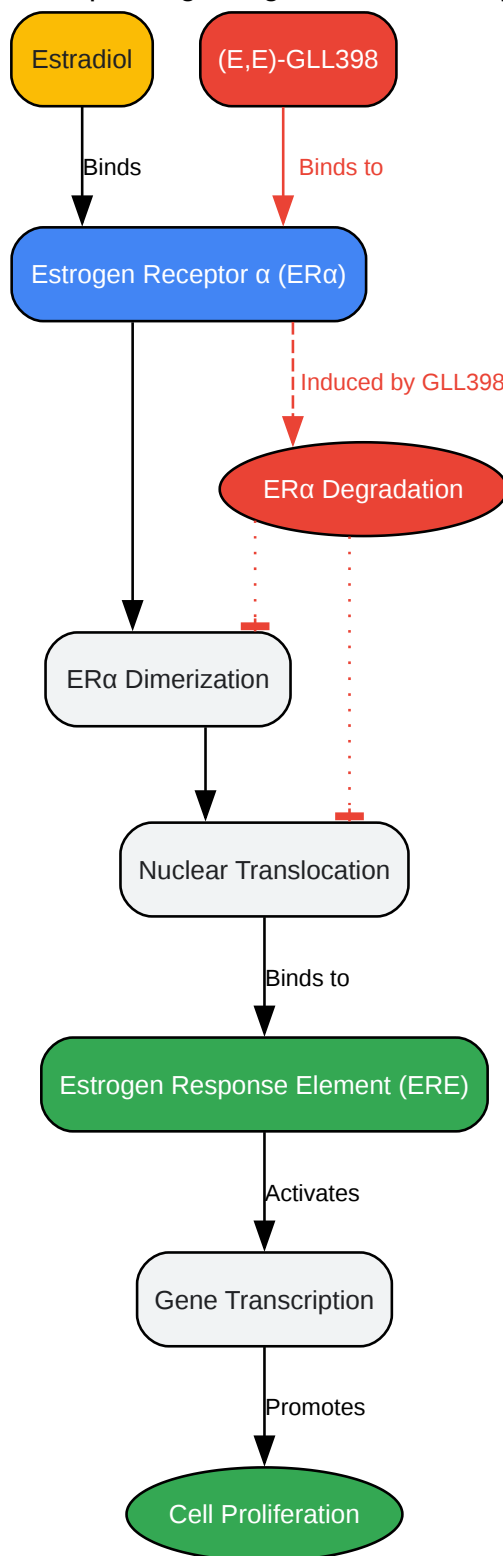 Estradiol
(E,E)-GLL398
Binds
Binds to
Estrogen Receptor α (ERα)
Induced by GLL398
ERα Degradation
ERα Dimerization
Nuclear Translocation
Binds to
Estrogen Response Element (ERE)
Activates
Gene Transcription
Promotes
Cell Proliferation